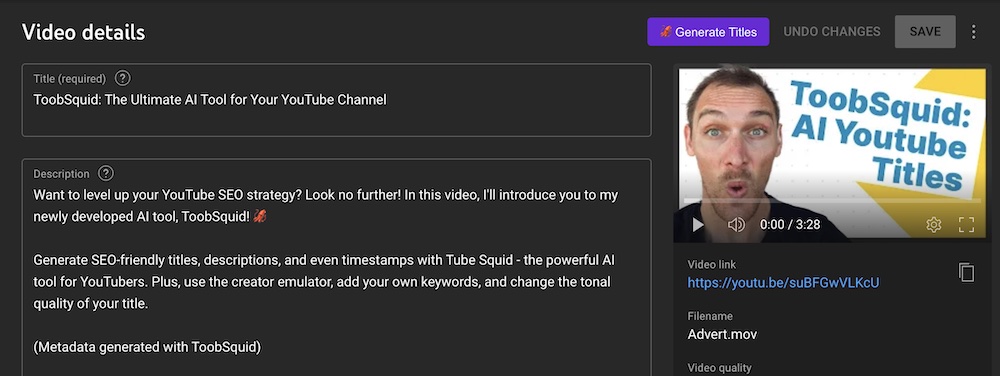 Video details
🦑 Generate Titles
UNDO CHANGES
SAVE
Title (required)
ToobSquid: The Ultimate AI Tool for Your YouTube Channel
Description
Want to level up your YouTube SEO strategy? Look no further! In this video, I'll introduce you to my
newly developed AI tool, ToobSquid! 🦑
Generate SEO-friendly titles, descriptions, and even timestamps with Tube Squid - the powerful AI
tool for YouTubers. Plus, use the creator emulator, add your own keywords, and change the tonal
quality of your title.
(Metadata generated with ToobSquid)
ToobSquid:
AI Youtube
Titles
0:00 / 3:28
Video link
https://youtu.be/suBFGwVLKcU
Filename
Advert.mov
Video quality